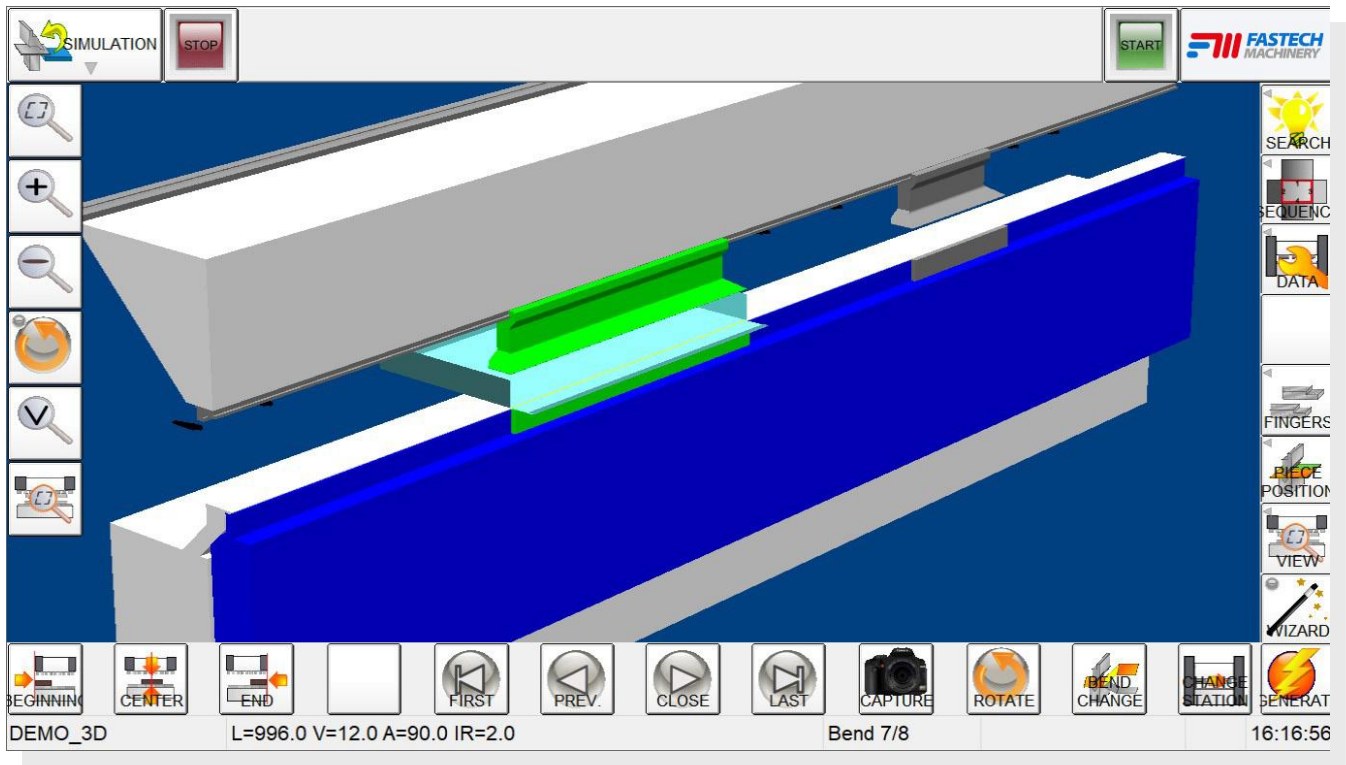 SIMULATION
STOP
START
FASTECH
MACHINERY
SEARCH
SEQUENC
DATA
FINGERS
PIECE
POSITION
VIEW
WIZARD
BEGINNING
CENTER
END
FIRST
PREV.
CLOSE
LAST
CAPTURE
ROTATE
BEND
CHANGE
CHANGE
STATION
GENERAT
DEMO_3D
L=996.0 V=12.0 A=90.0 IR=2.0
Bend 7/8
16:16:56